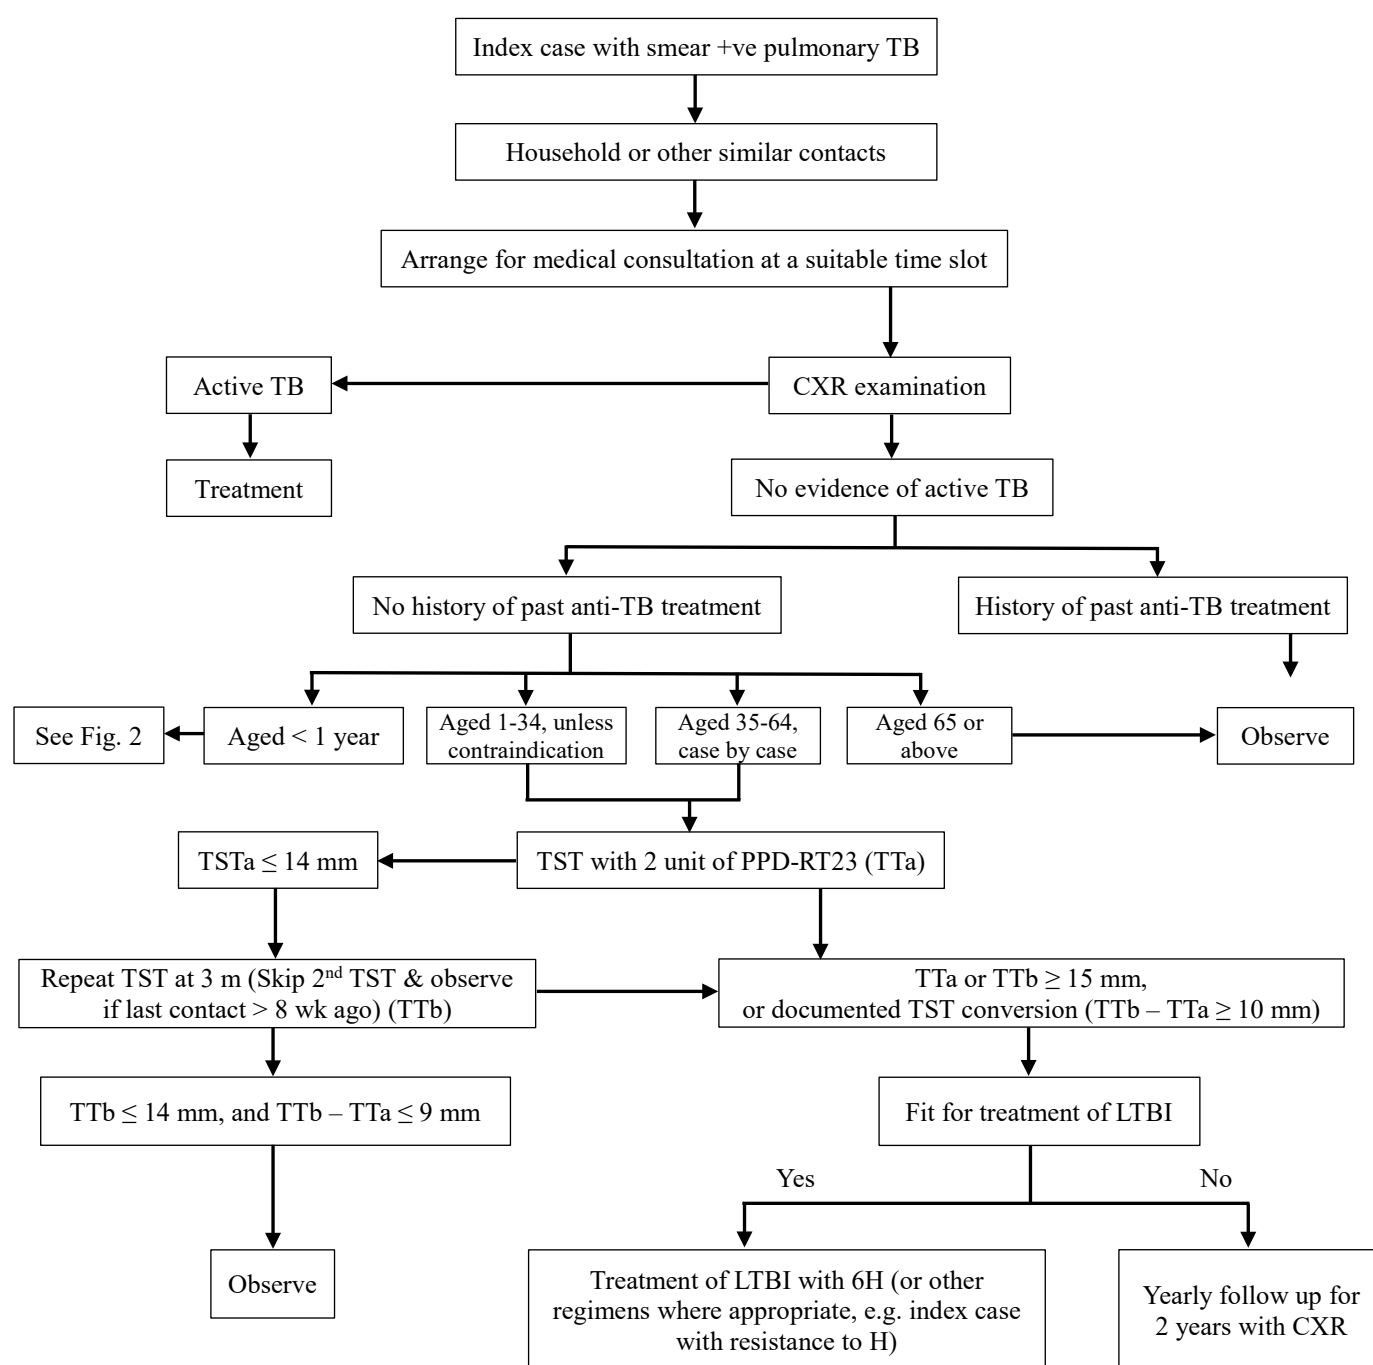 Index case with smear +ve pulmonary TB
Household or other similar contacts
Arrange for medical consultation at a suitable time slot
Active TB
CXR examination
Treatment
No evidence of active TB
No history of past anti-TB treatment
History of past anti-TB treatment
See Fig. 2
Aged < 1 year
Aged 1-34, unless
contraindication
Aged 35-64,
case by case
Aged 65 or
above
Observe
TSTa ≤ 14 mm
TST with 2 unit of PPD-RT23 (TTa)
Repeat TST at 3 m (Skip 2nd TST & observe
if last contact > 8 wk ago) (TTb)
TTa or TTb ≥ 15 mm,
or documented TST conversion (TTb – TTa ≥ 10 mm)
TTb ≤ 14 mm, and TTb – TTa ≤ 9 mm
Fit for treatment of LTBI
Yes
No
Observe
Treatment of LTBI with 6H (or other
regimens where appropriate, e.g. index case
with resistance to H)
Yearly follow up for
2 years with CXR